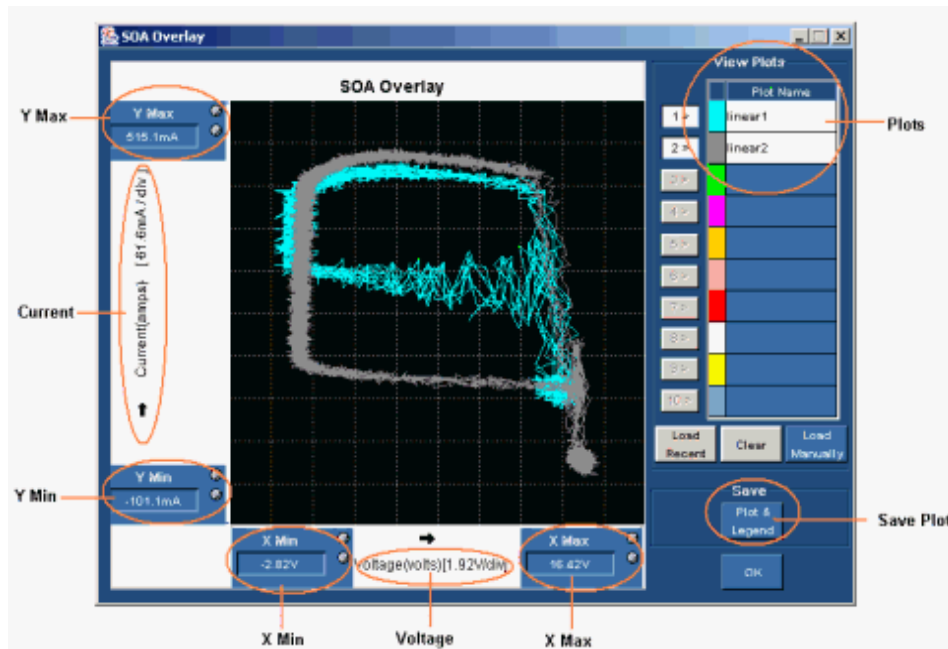 SOA Overlay
View Plots
SOA Overlay
Plot Name
Y Max
Y Max
515.1mA
1 >
linear1
Plots
2 >
linear2
3 >
4 >
5 >
6 >
7 >
8 >
9 >
10 >
Current
Current(amps) [ 61.6mA / div ]
Load Recent
Clear
Load Manually
Y Min
Y Min
-101.1mA
Save
Plot & Legend
Save Plot
X Min
-2.82V
Voltage(volts)[1.92V/div]
X Max
16.42V
OK
X Min
Voltage
X Max